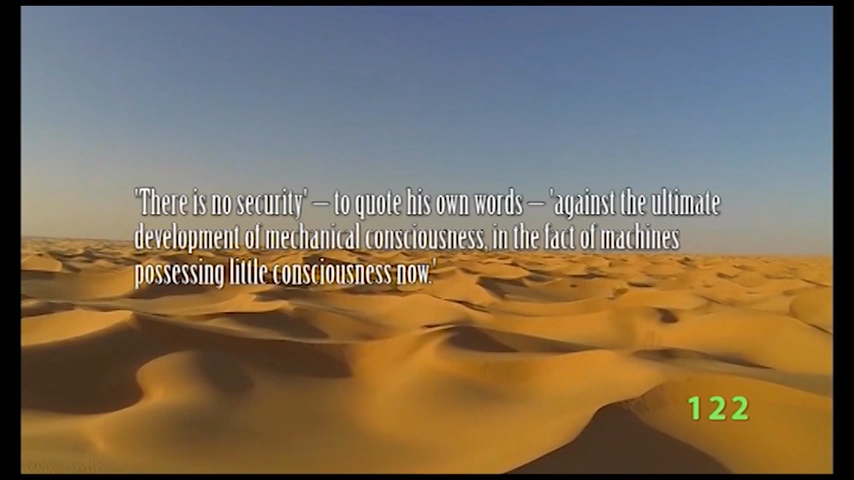 'There is no security' – to quote his own words – 'against the ultimate
development of mechanical consciousness, in the fact of machines
possessing little consciousness now.'
122